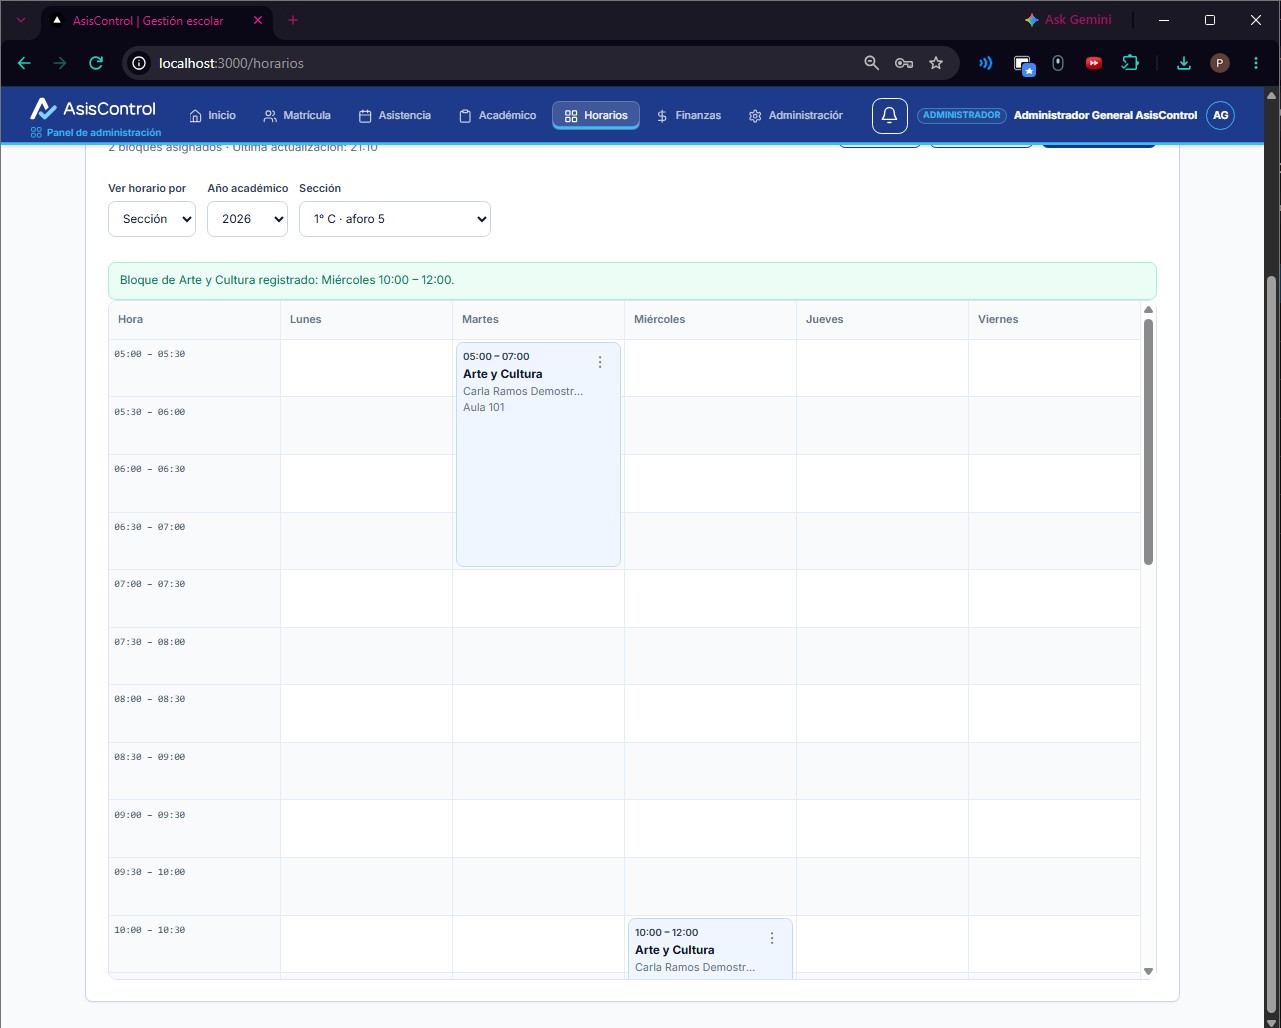 AsisControl | Gestión escolar
Ask Gemini
localhost:3000/horarios
P
AsisControl
Panel de administración
Inicio
Matrícula
Asistencia
Académico
Horarios
Finanzas
Administraciór
ADMINISTRADOR
Administrador General AsisControl
AG
2 bloques asignados · Última actualización: 21:10
Ver horario por
Año académico
Sección
Sección
2026
1° C · aforo 5
Bloque de Arte y Cultura registrado: Miércoles 10:00 – 12:00.
Hora
Lunes
Martes
Miércoles
Jueves
Viernes
05:00 – 05:30
05:00 – 07:00
Arte y Cultura
Carla Ramos Demostr...
Aula 101
05:30 – 06:00
06:00 – 06:30
06:30 – 07:00
07:00 – 07:30
07:30 – 08:00
08:00 – 08:30
08:30 – 09:00
09:00 – 09:30
09:30 – 10:00
10:00 – 10:30
10:00 – 12:00
Arte y Cultura
Carla Ramos Demostr...